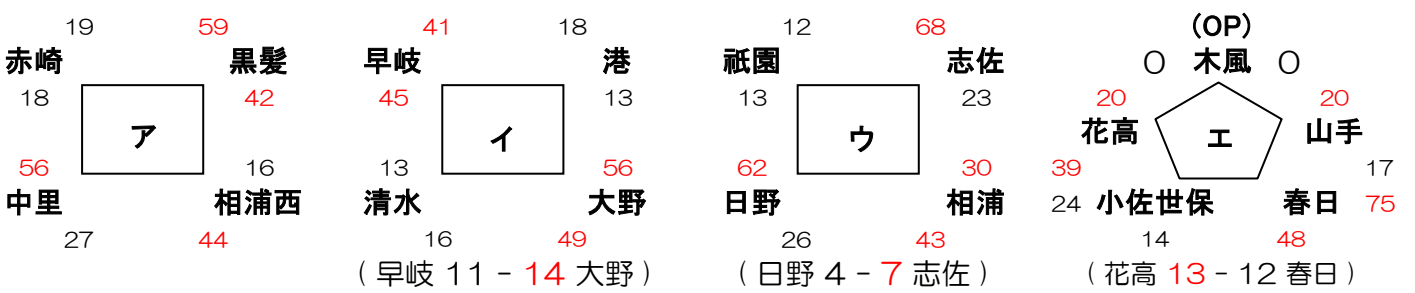 (OP)
19 59 41 18 12 68 0 木風 0
赤崎 黒髪 早岐 港 祇園 志佐
18 42 45 13 13 23 20 20
ア イ ウ 花高 エ 山手
56 16 13 56 62 30 39 17
中里 相浦西 清水 大野 日野 相浦 24 小佐世保 春日 75
27 44 16 49 26 43 14 48
(早岐 11 - 14 大野) (日野 4 - 7 志佐) (花高 13 - 12 春日)